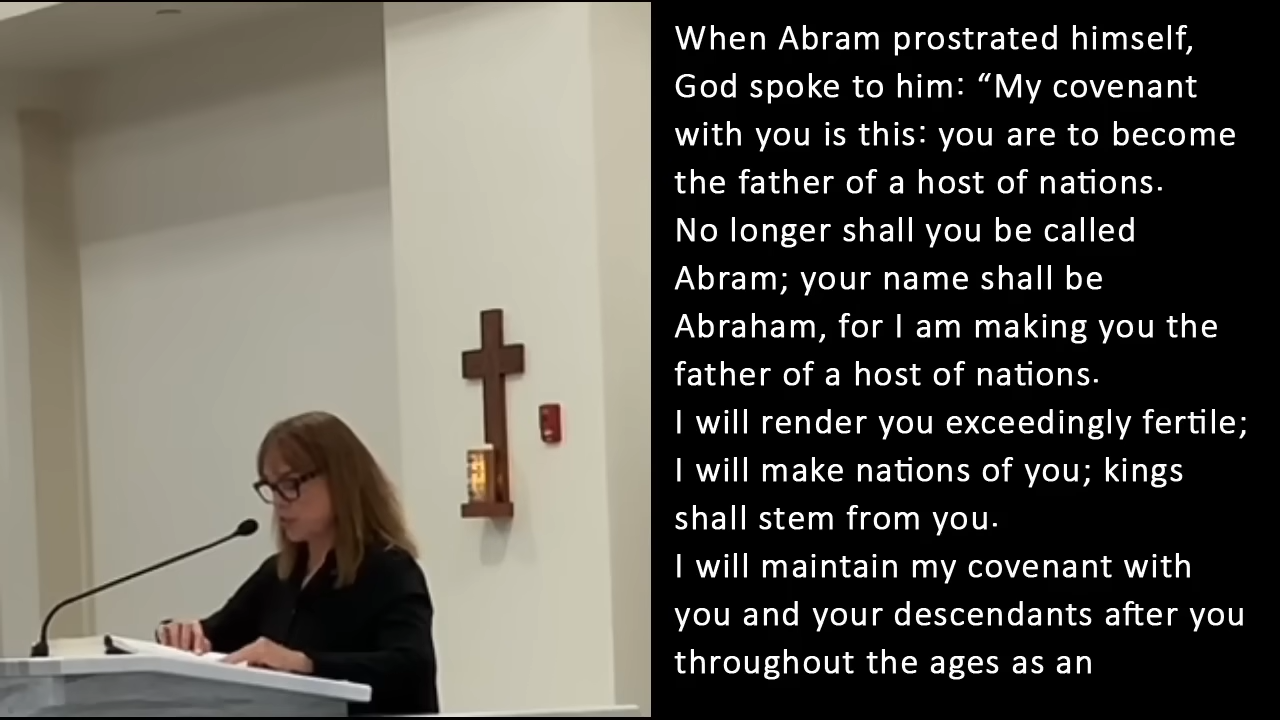 When Abram prostrated himself,
God spoke to him: “My covenant
with you is this: you are to become
the father of a host of nations.
No longer shall you be called
Abram; your name shall be
Abraham, for I am making you the
father of a host of nations.
I will render you exceedingly fertile;
I will make nations of you; kings
shall stem from you.
I will maintain my covenant with
you and your descendants after you
throughout the ages as an